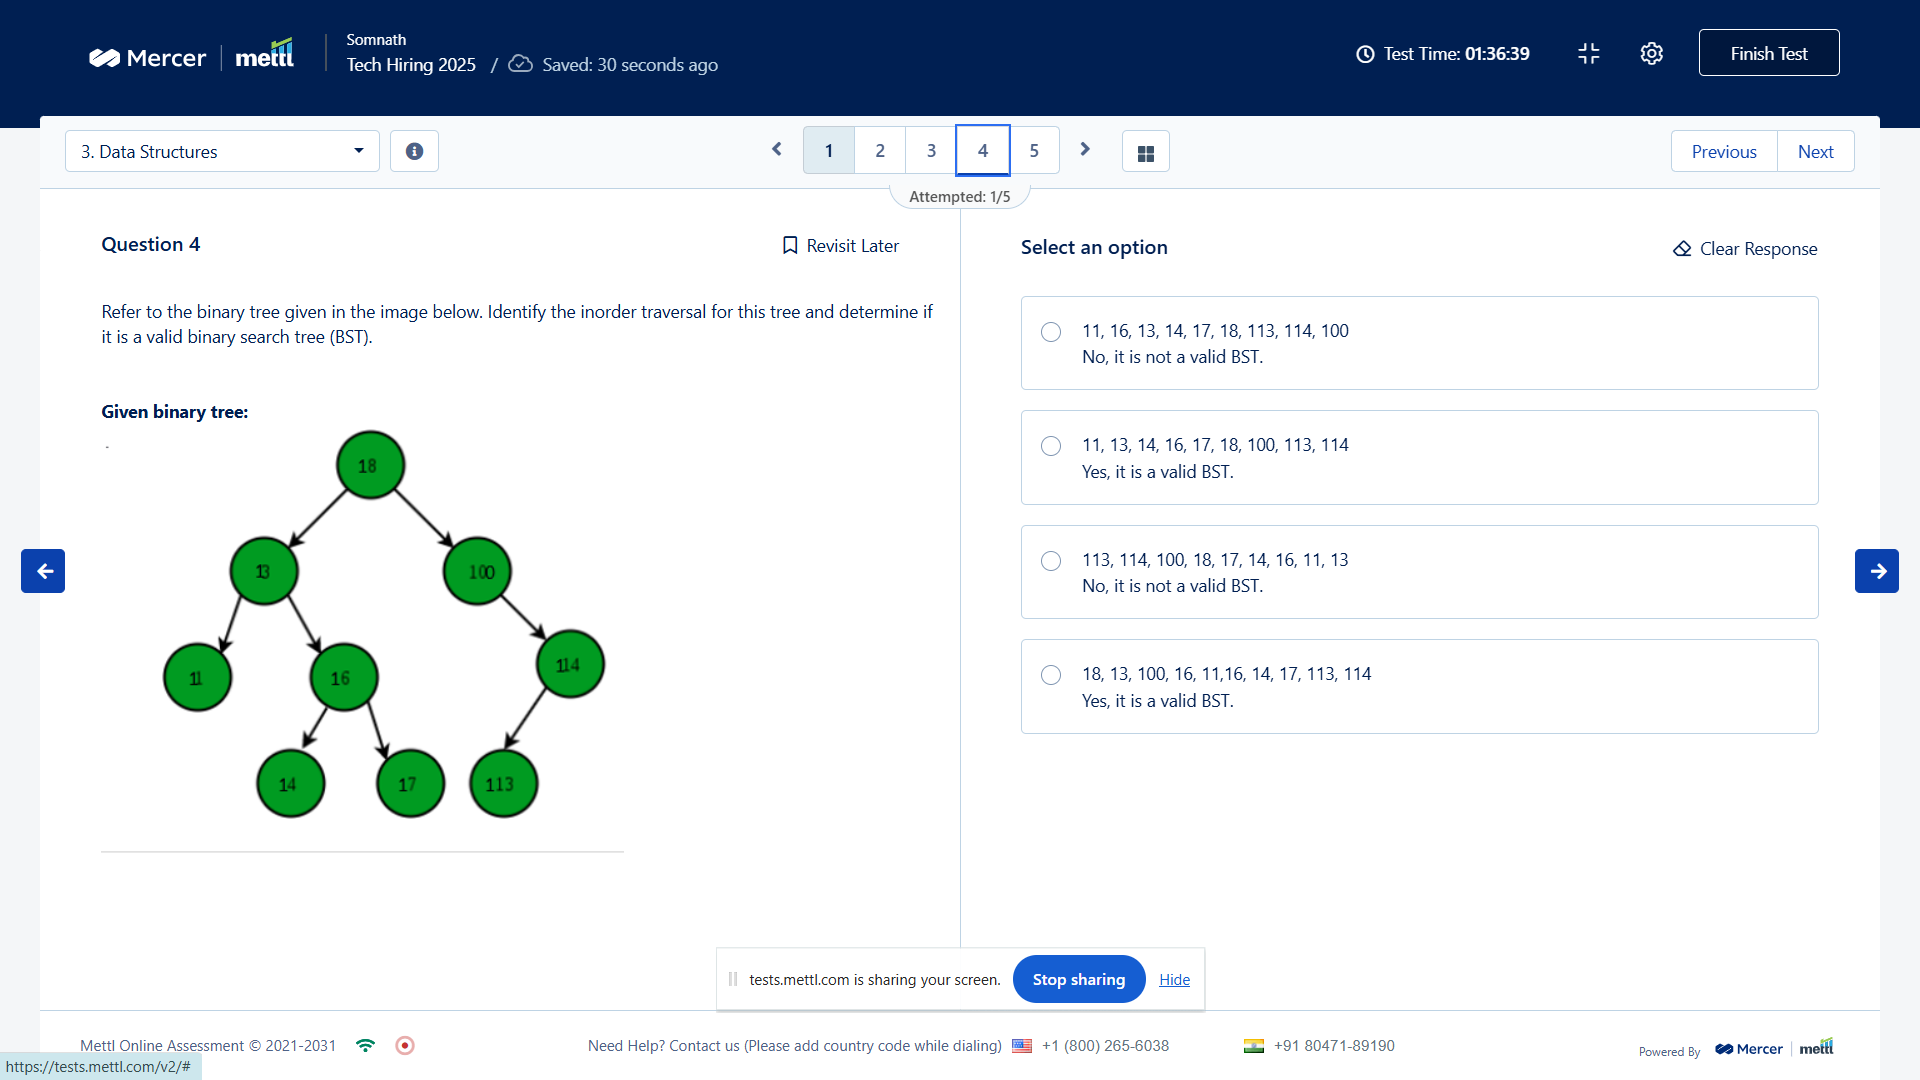 Mercer | mettl
Somnath
Tech Hiring 2025 / Saved: 30 seconds ago
Test Time: 01:36:39
Finish Test
3. Data Structures
1 2 3 4 5
Previous
Next
Attempted: 1/5
Question 4
Revisit Later
Refer to the binary tree given in the image below. Identify the inorder traversal for this tree and determine if
it is a valid binary search tree (BST).
Given binary tree:
18
13
100
11
16
114
14
17
113
Select an option
Clear Response
11, 16, 13, 14, 17, 18, 113, 114, 100
No, it is not a valid BST.
11, 13, 14, 16, 17, 18, 100, 113, 114
Yes, it is a valid BST.
113, 114, 100, 18, 17, 14, 16, 11, 13
No, it is not a valid BST.
18, 13, 100, 16, 11,16, 14, 17, 113, 114
Yes, it is a valid BST.
tests.mettl.com is sharing your screen.
Stop sharing
Hide
Mettl Online Assessment © 2021-2031
Need Help? Contact us (Please add country code while dialing)
+1 (800) 265-6038
+91 80471-89190
Powered By
Mercer | mettl
https://tests.mettl.com/v2/#